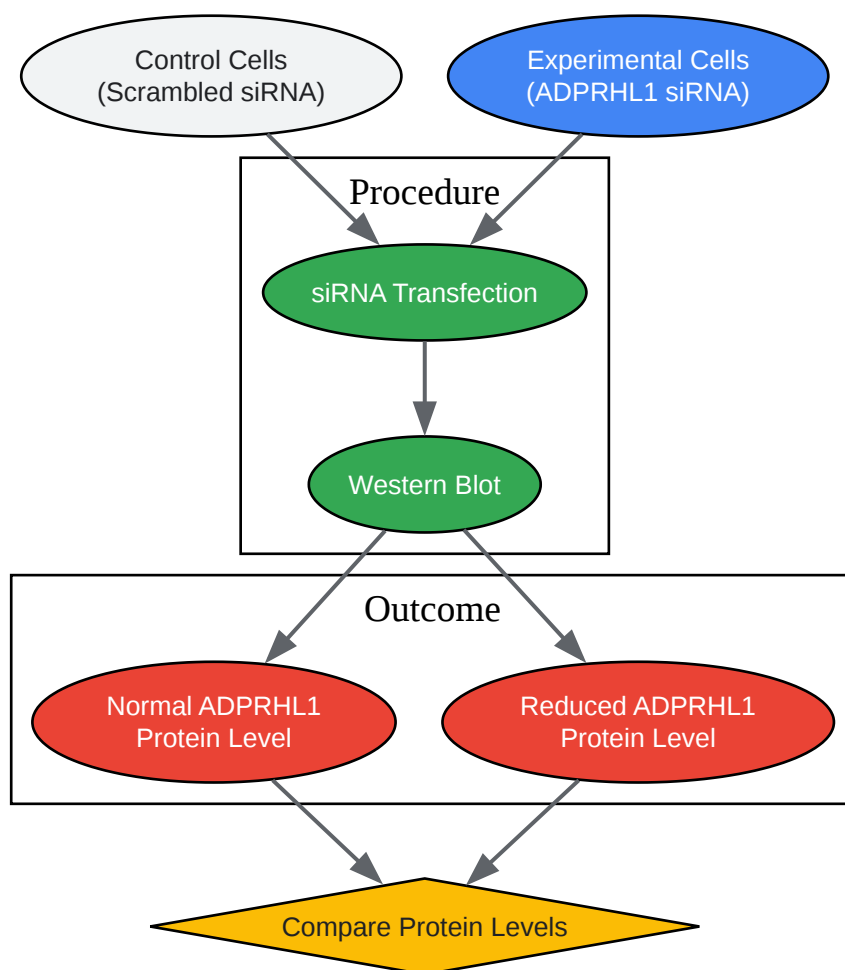 Control Cells
(Scrambled siRNA)
Experimental Cells
(ADPRHL1 siRNA)
Procedure
siRNA Transfection
Western Blot
Outcome
Normal ADPRHL1
Protein Level
Reduced ADPRHL1
Protein Level
Compare Protein Levels